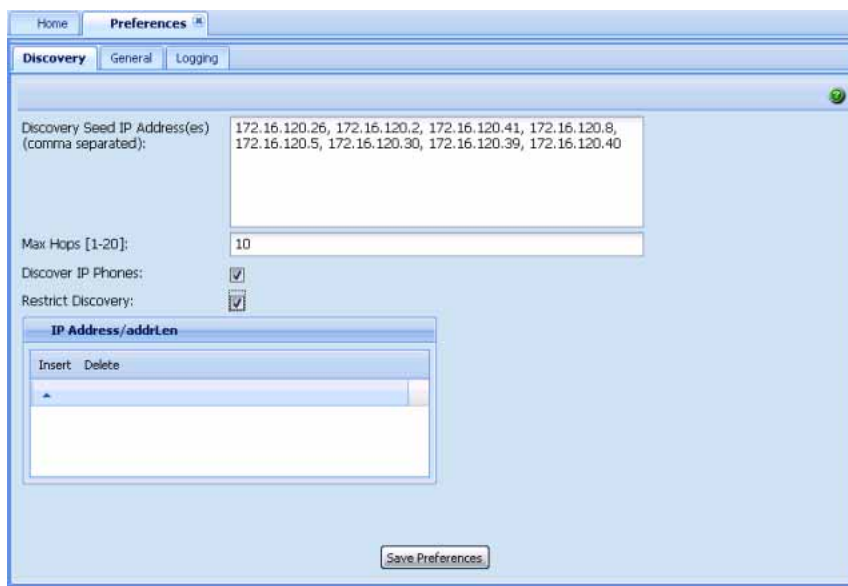 Home Preferences
Discovery General Logging
Discovery Seed IP Address(es) (comma separated):
172.16.120.26, 172.16.120.2, 172.16.120.41, 172.16.120.8,
172.16.120.5, 172.16.120.30, 172.16.120.39, 172.16.120.40
Max Hops [1-20]: 10
Discover IP Phones:
Restrict Discovery:
IP Address/addrLen
Insert Delete
Save Preferences